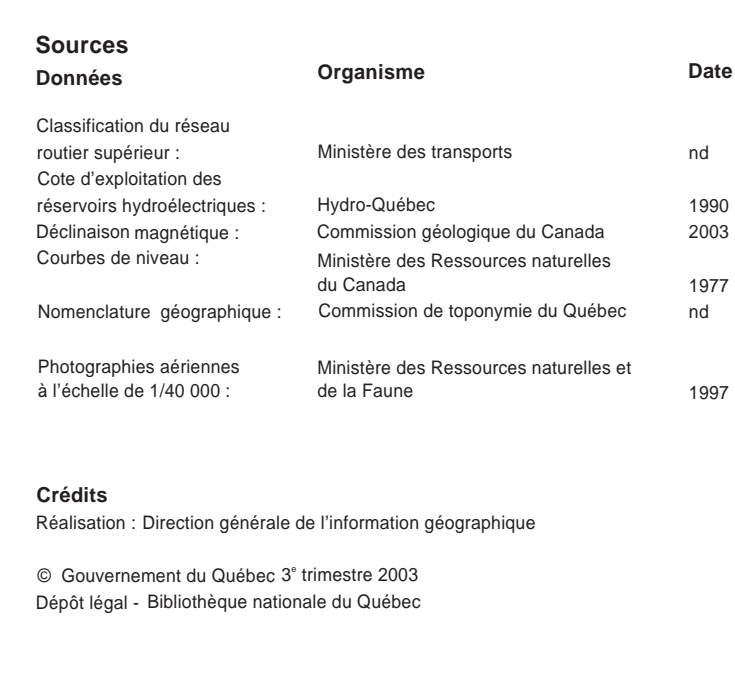 Sources
Données Organisme Date
Classification du réseau
routier supérieur : Ministère des transports nd
Cote d'exploitation des
réservoirs hydroélectriques : Hydro-Québec 1990
Déclinaison magnétique : Commission géologique du Canada 2003
Courbes de niveau : Ministère des Ressources naturelles
du Canada 1977
Nomenclature géographique : Commission de toponymie du Québec nd
Photographies aériennes Ministère des Ressources naturelles et
à l'échelle de 1/40 000 : de la Faune 1997
Crédits
Réalisation : Direction générale de l'information géographique
© Gouvernement du Québec 3e trimestre 2003
Dépôt légal - Bibliothèque nationale du Québec